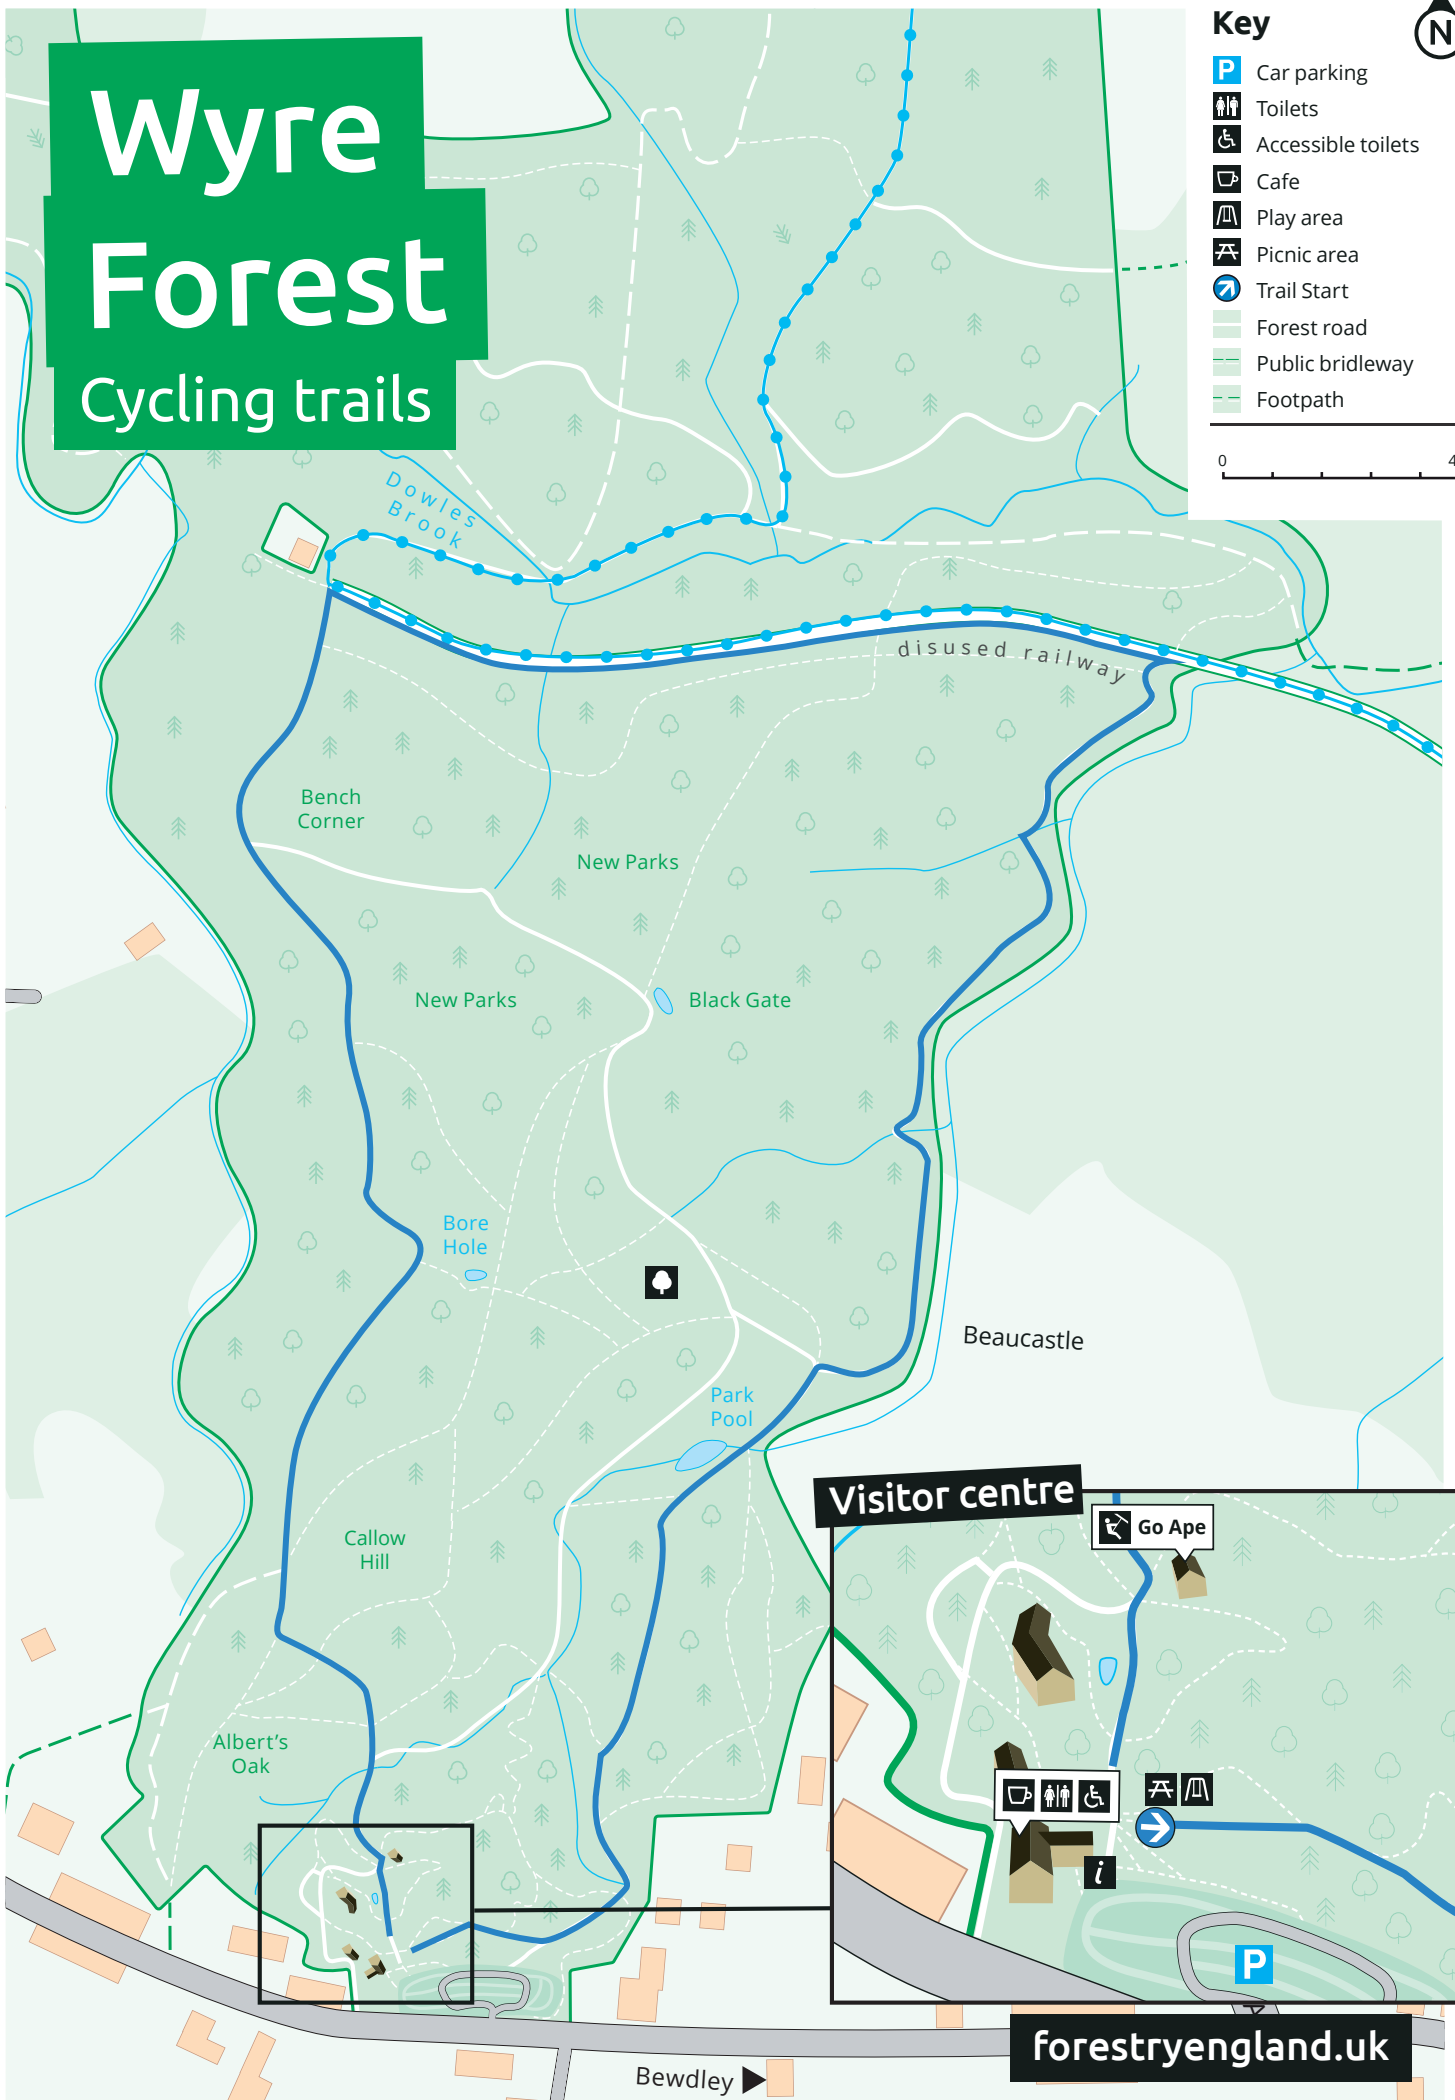 Wyre
Forest
Cycling trails
Key
N
P Car parking
Toilets
Accessible toilets
Cafe
Play area
Picnic area
Trail Start
Forest road
Public bridleway
Footpath
0 4
Dowles
Brook
disused railway
Bench
Corner
New Parks
New Parks
Black Gate
Bore
Hole
Beaucastle
Park
Pool
Callow
Hill
Albert's
Oak
Visitor centre
Go Ape
i
P
A
forestryengland.uk
Bewdley